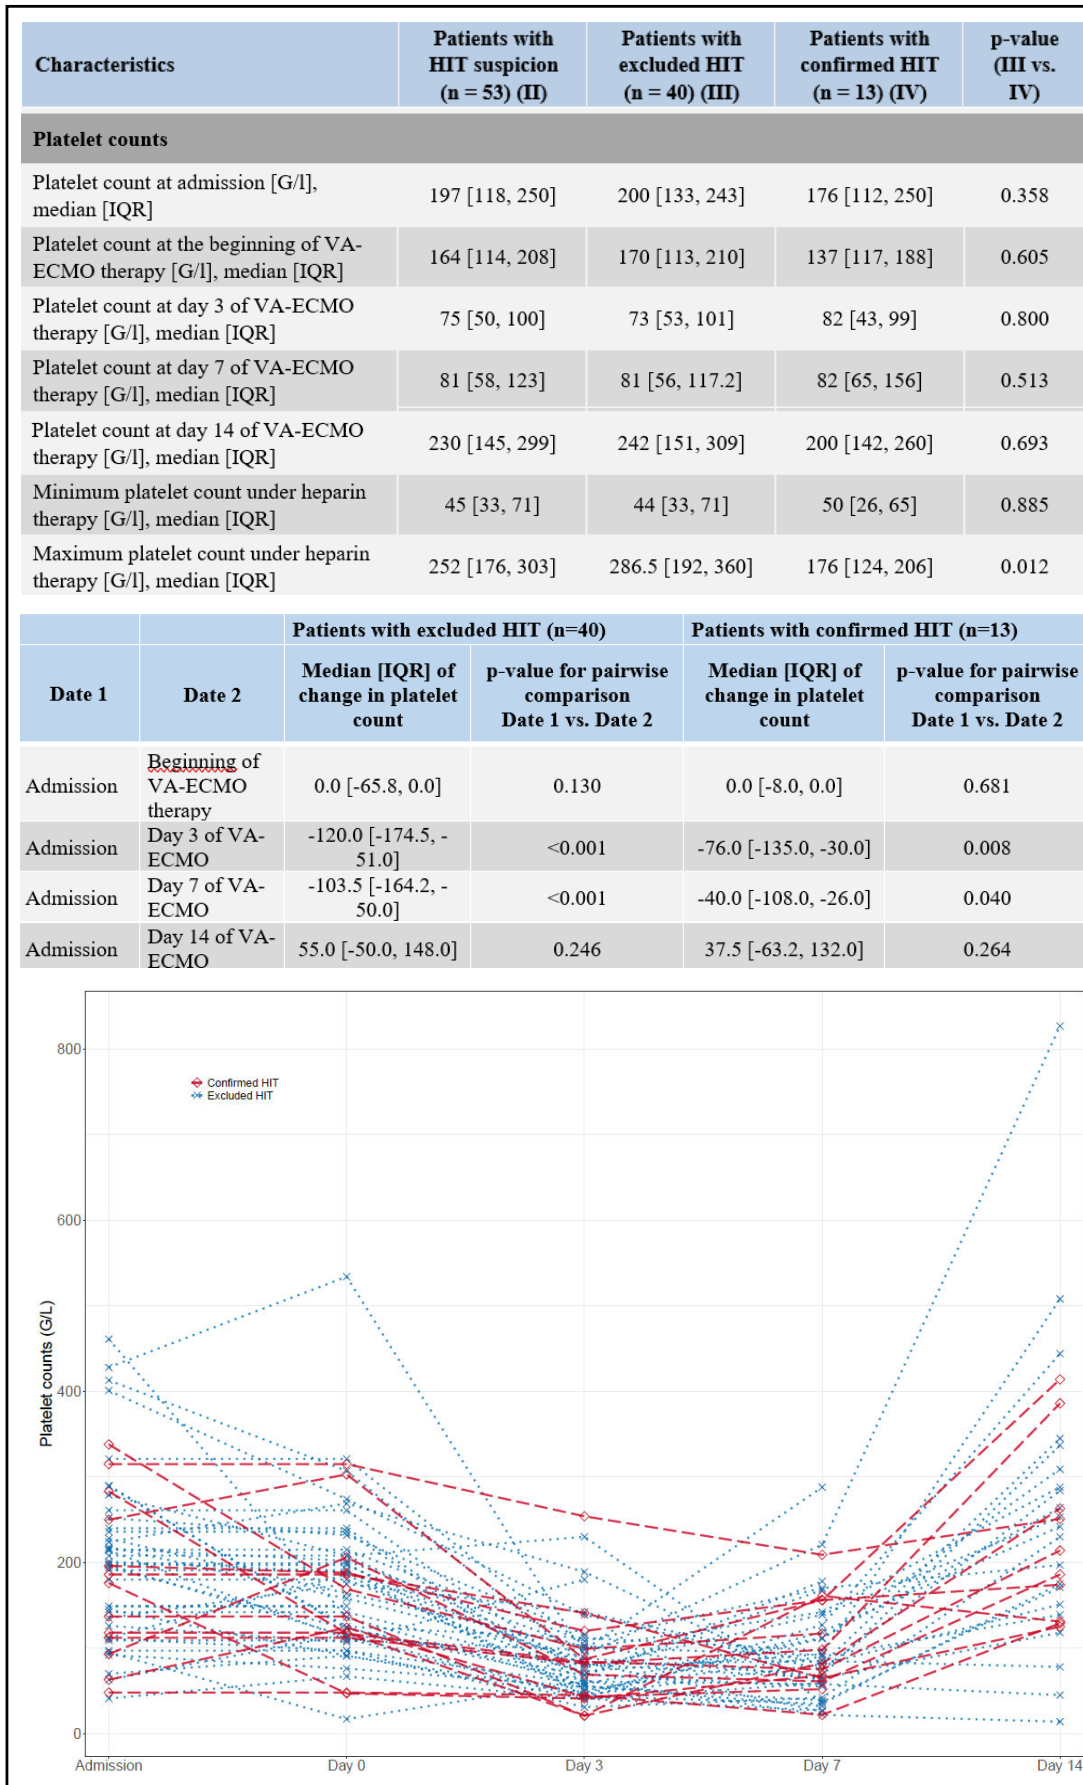 Characteristics
Patients with
HIT suspicion
(n = 53) (II)
Patients with
excluded HIT
(n = 40) (III)
Patients with
confirmed HIT
(n = 13) (IV)
p-value
(III vs.
IV)
Platelet counts
Platelet count at admission [G/l],
median [IQR]
197 [118, 250]
200 [133, 243]
176 [112, 250]
0.358
Platelet count at the beginning of VA-
ECMO therapy [G/l], median [IQR]
164 [114, 208]
170 [113, 210]
137 [117, 188]
0.605
Platelet count at day 3 of VA-ECMO
therapy [G/l], median [IQR]
75 [50, 100]
73 [53, 101]
82 [43, 99]
0.800
Platelet count at day 7 of VA-ECMO
therapy [G/l], median [IQR]
81 [58, 123]
81 [56, 117.2]
82 [65, 156]
0.513
Platelet count at day 14 of VA-ECMO
therapy [G/l], median [IQR]
230 [145, 299]
242 [151, 309]
200 [142, 260]
0.693
Minimum platelet count under heparin
therapy [G/l], median [IQR]
45 [33, 71]
44 [33, 71]
50 [26, 65]
0.885
Maximum platelet count under heparin
therapy [G/l], median [IQR]
252 [176, 303]
286.5 [192, 360]
176 [124, 206]
0.012
Patients with excluded HIT (n=40)
Patients with confirmed HIT (n=13)
Date 1
Date 2
Median [IQR] of
change in platelet
count
p-value for pairwise
comparison
Date 1 vs. Date 2
Median [IQR] of
change in platelet
count
p-value for pairwise
comparison
Date 1 vs. Date 2
Admission
Beginning of
VA-ECMO
therapy
0.0 [-65.8, 0.0]
0.130
0.0 [-8.0, 0.0]
0.681
Admission
Day 3 of VA-
ECMO
-120.0 [-174.5, -
51.0]
<0.001
-76.0 [-135.0, -30.0]
0.008
Admission
Day 7 of VA-
ECMO
-103.5 [-164.2, -
50.0]
<0.001
-40.0 [-108.0, -26.0]
0.040
Admission
Day 14 of VA-
ECMO
55.0 [-50.0, 148.0]
0.246
37.5 [-63.2, 132.0]
0.264
Confirmed HIT
Excluded HIT
Platelet counts (G/L)
800
600
400
200
0
Admission
Day 0
Day 3
Day 7
Day 14